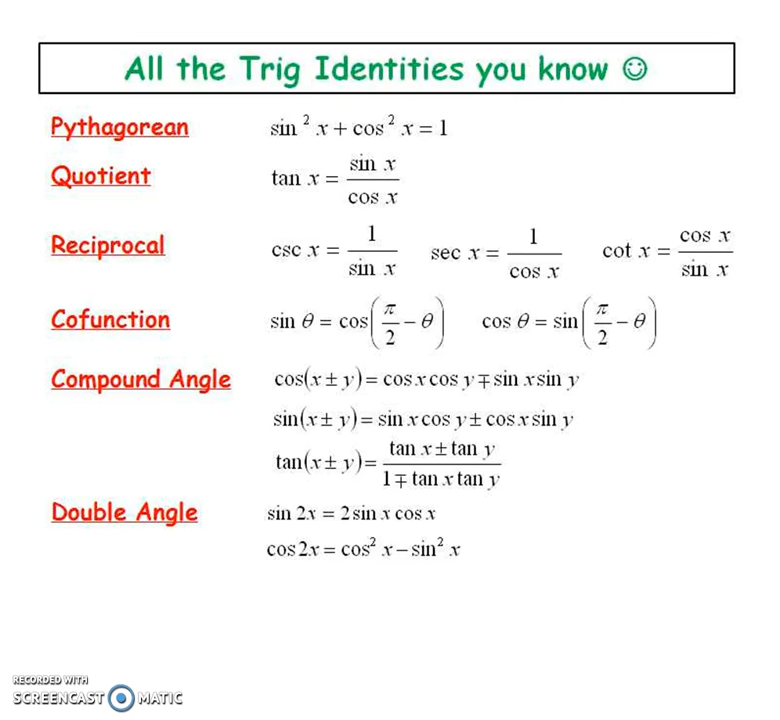 All the Trig Identities you know ☺
Pythagorean sin² x + cos² x = 1
Quotient tan x = sin x / cos x
Reciprocal csc x = 1 / sin x sec x = 1 / cos x cot x = cos x / sin x
Cofunction sin θ = cos(π/2 − θ) cos θ = sin(π/2 − θ)
Compound Angle cos(x ± y) = cos x cos y ∓ sin x sin y
sin(x ± y) = sin x cos y ± cos x sin y
tan(x ± y) = tan x ± tan y / 1 ∓ tan x tan y
Double Angle sin 2x = 2 sin x cos x
cos 2x = cos² x − sin² x
RECORDED WITH
SCREENCAST MATIC